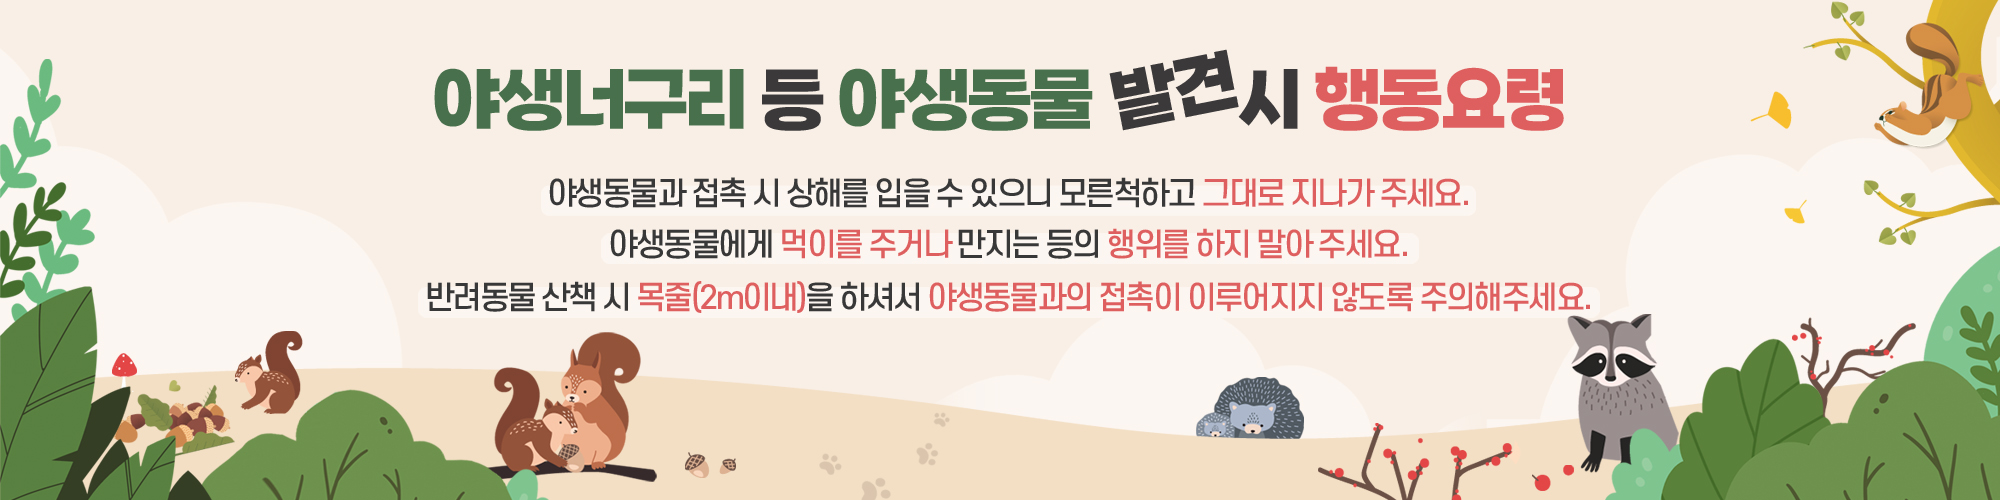 야생너구리 등 야생동물 발견시 행동요령
야생동물과 접촉 시 상해를 입을 수 있으니 모른척하고 그대로 지나가 주세요.
야생동물에게 먹이를 주거나 만지는 등의 행위를 하지 말아 주세요.
반려동물 산책 시 목줄(2m이내)을 하셔서 야생동물과의 접촉이 이루어지지 않도록 주의해주세요.